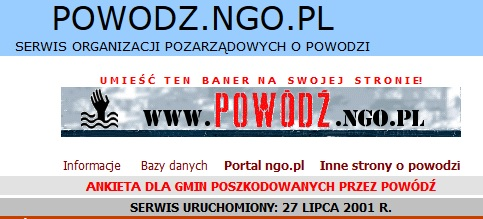 POWODZ.NGO.PL
SERWIS ORGANIZACJI POZARZĄDOWYCH O POWODZI
UMIEŚĆ TEN BANER NA SWOJEJ STRONIE!
WWW.POWÓDŹ.NGO.PL
Informacje Bazy danych Portal ngo.pl Inne strony o powodzi
ANKIETA DLA GMIN POSZKODOWANYCH PRZEZ POWÓDŹ
SERWIS URUCHOMIONY: 27 LIPCA 2001 R.